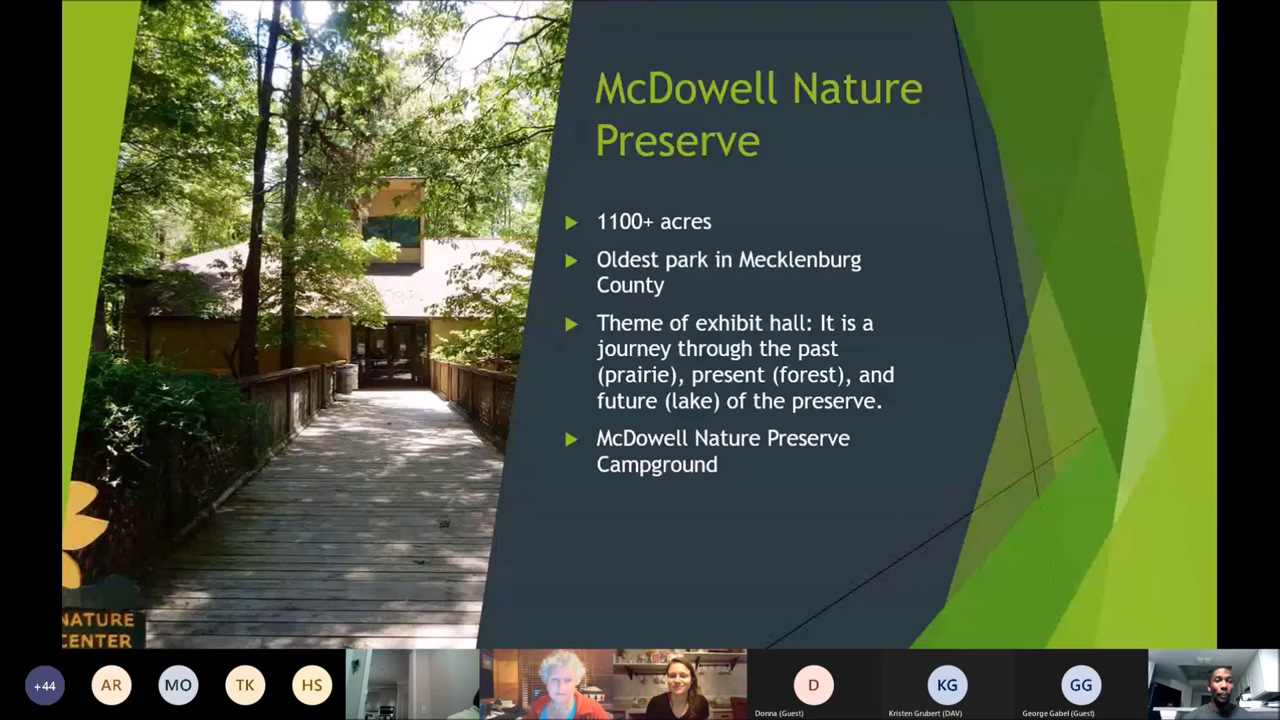 McDowell Nature
Preserve
1100+ acres
Oldest park in Mecklenburg
County
Theme of exhibit hall: It is a
journey through the past
(prairie), present (forest), and
future (lake) of the preserve.
McDowell Nature Preserve
Campground
NATURE
CENTER
+44
AR
MO
TK
HS
D
KG
GG
Donna (Guest)
Kristen Grubert (DAV)
George Gabel (Guest)